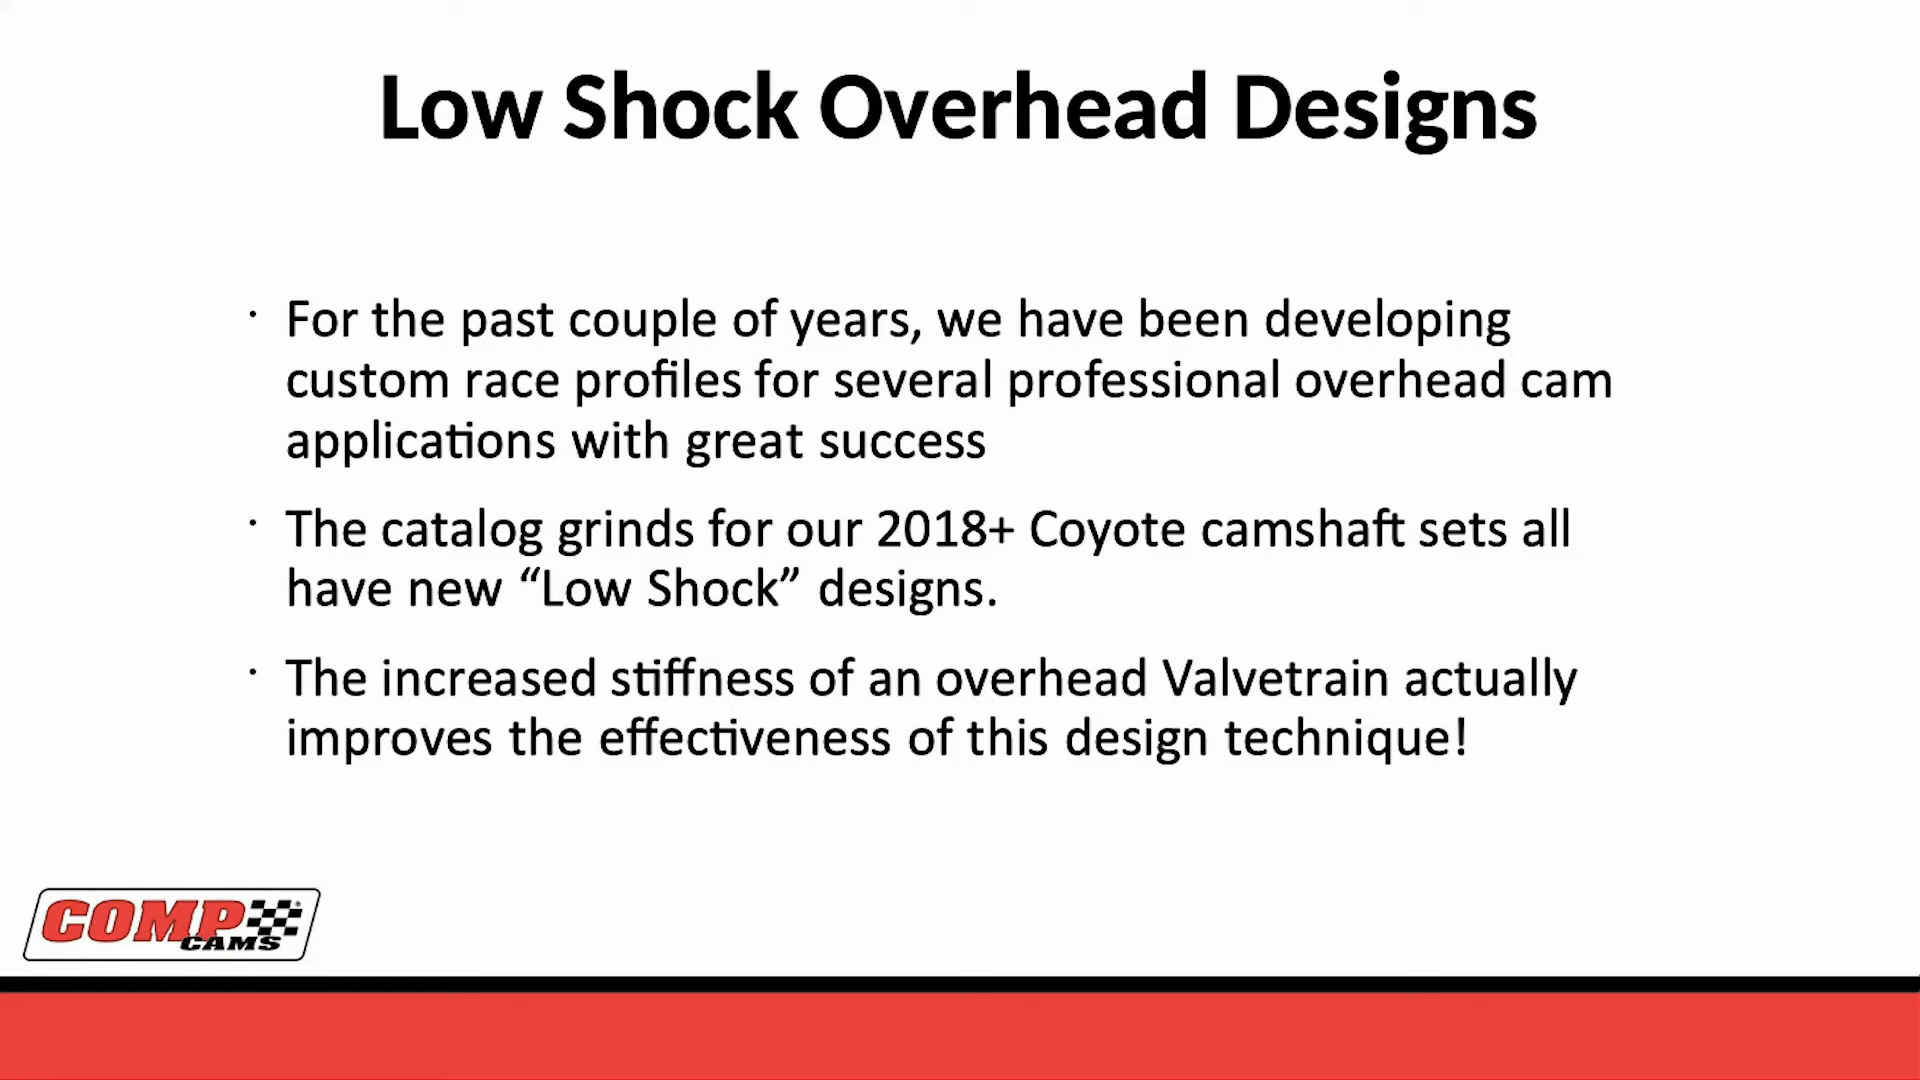 Low Shock Overhead Designs
· For the past couple of years, we have been developing
custom race profiles for several professional overhead cam
applications with great success
· The catalog grinds for our 2018+ Coyote camshaft sets all
have new “Low Shock” designs.
· The increased stiffness of an overhead Valvetrain actually
improves the effectiveness of this design technique!
COMP
CAMS